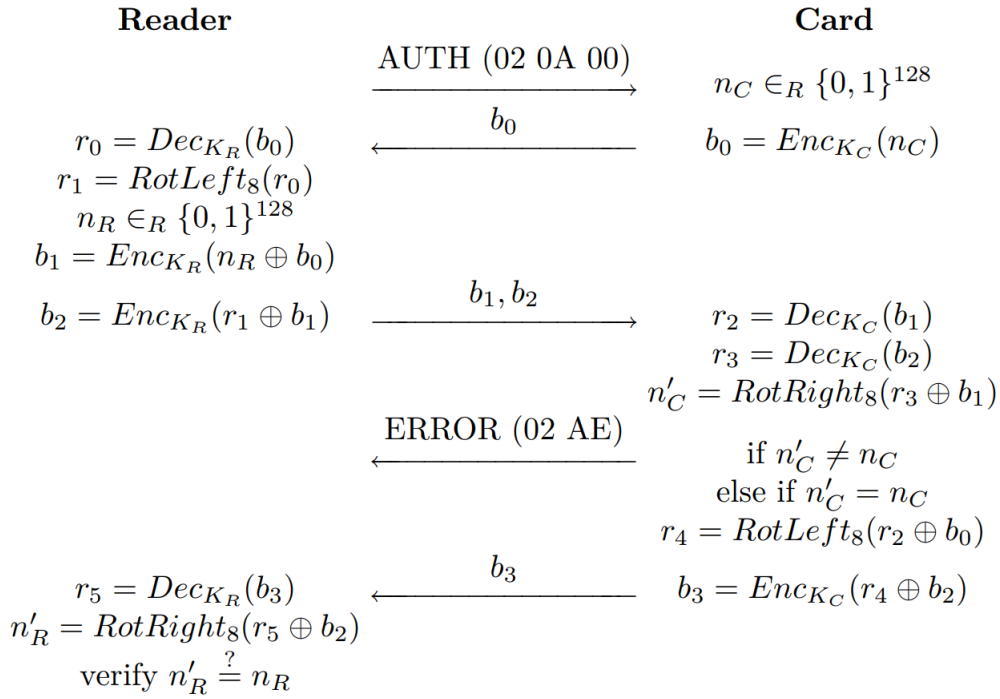 Reader Card
AUTH (02 0A 00)
n_C ∈_R {0, 1}^128
b_0
r_0 = Dec_{K_R}(b_0) b_0 = Enc_{K_C}(n_C)
r_1 = RotLeft_8(r_0)
n_R ∈_R {0, 1}^128
b_1 = Enc_{K_R}(n_R ⊕ b_0)
b_1, b_2
b_2 = Enc_{K_R}(r_1 ⊕ b_1) r_2 = Dec_{K_C}(b_1)
r_3 = Dec_{K_C}(b_2)
n'_C = RotRight_8(r_3 ⊕ b_1)
ERROR (02 AE)
if n'_C ≠ n_C
else if n'_C = n_C
r_4 = RotLeft_8(r_2 ⊕ b_0)
b_3
r_5 = Dec_{K_R}(b_3) b_3 = Enc_{K_C}(r_4 ⊕ b_2)
n'_R = RotRight_8(r_5 ⊕ b_2)
verify n'_R ≟ n_R